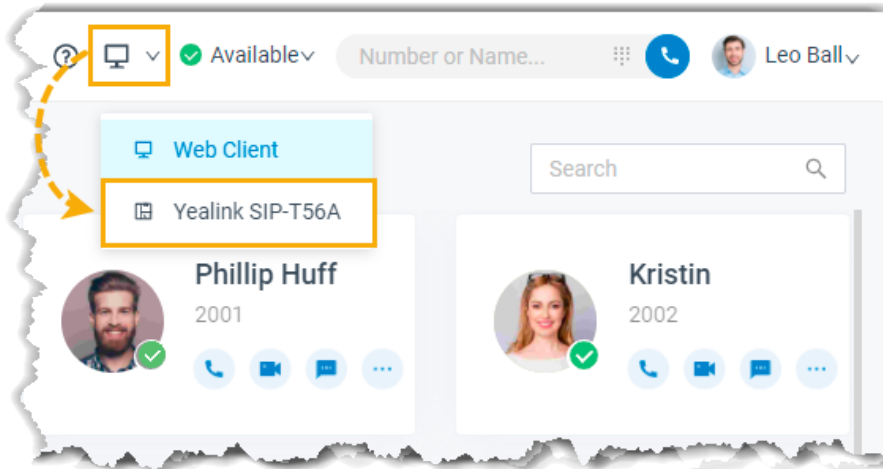 Available
Number or Name...
Leo Ball
Web Client
Search
Yealink SIP-T56A
Phillip Huff
Kristin
2001
2002